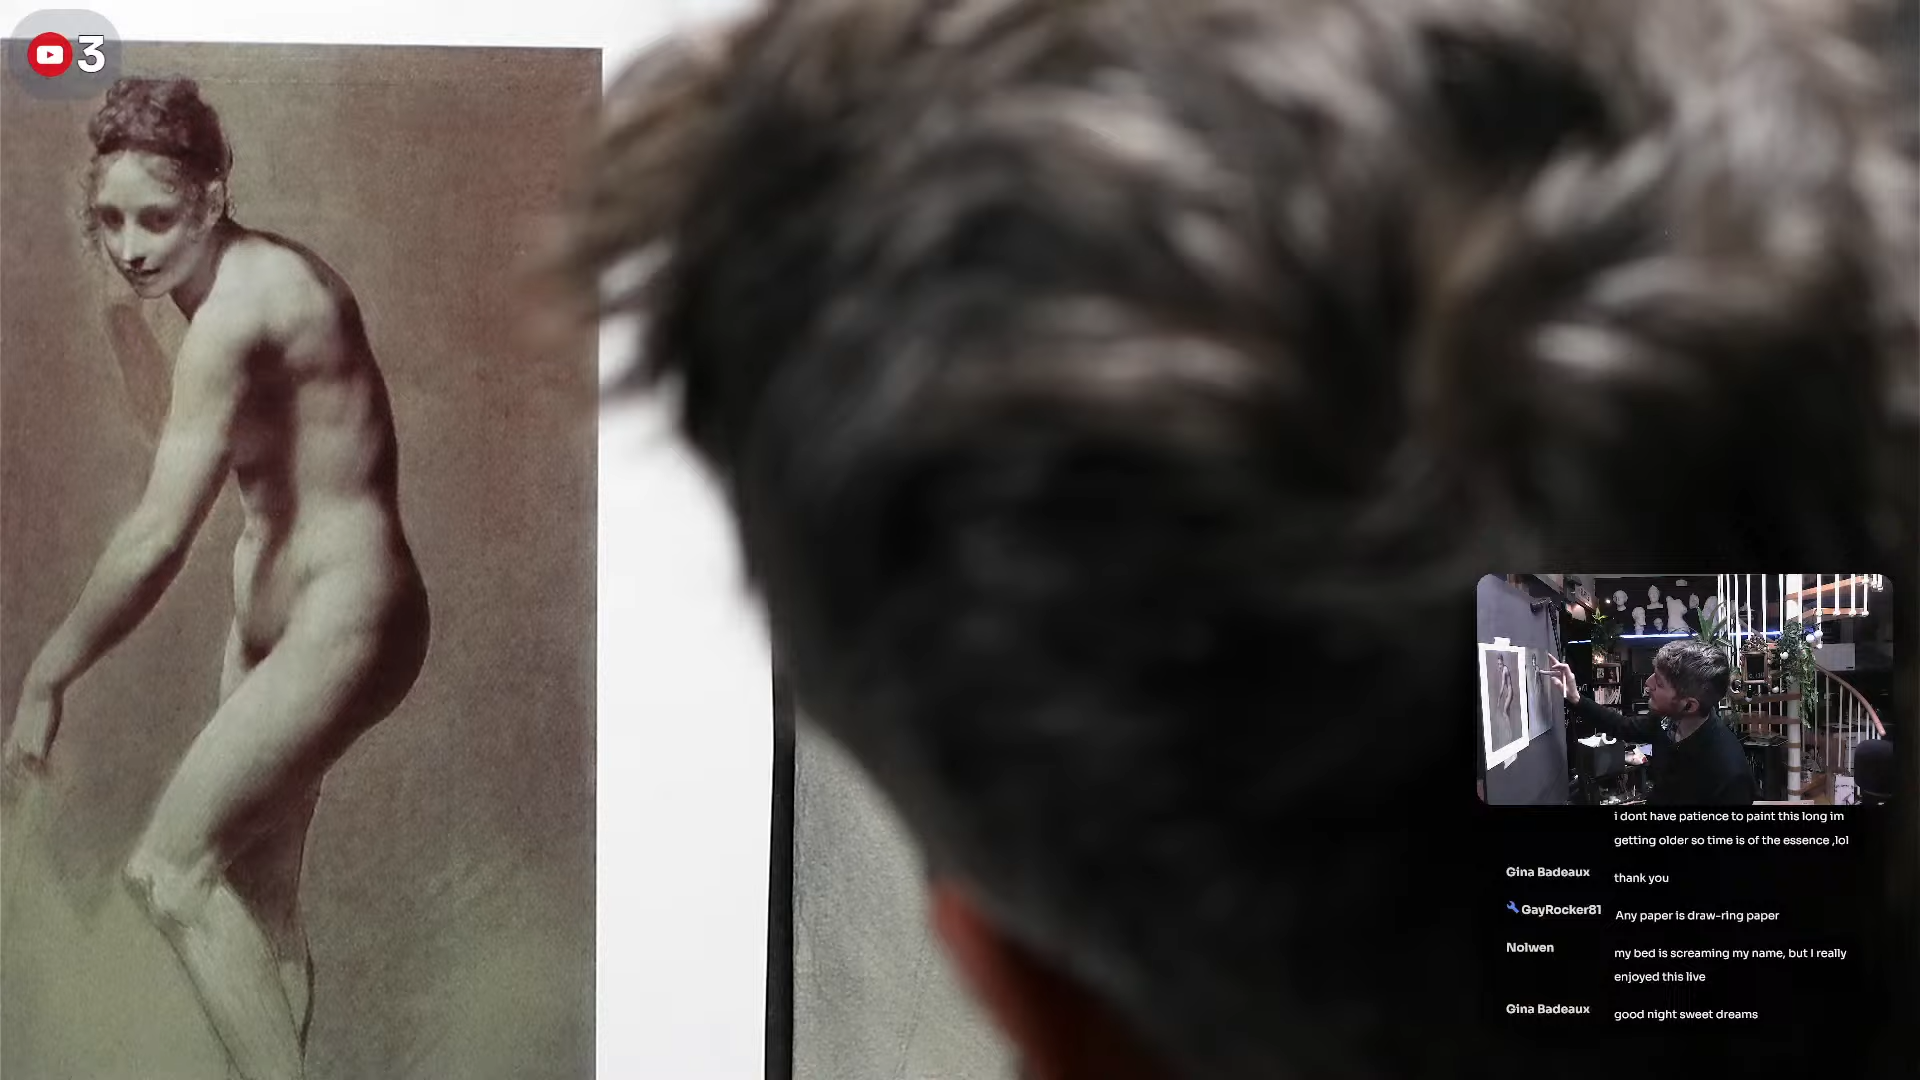 3
i dont have patience to paint this long im
getting older so time is of the essence ,lol
Gina Badeaux thank you
GayRocker81 Any paper is draw-ring paper
Nolwen my bed is screaming my name, but I really
enjoyed this live
Gina Badeaux good night sweet dreams